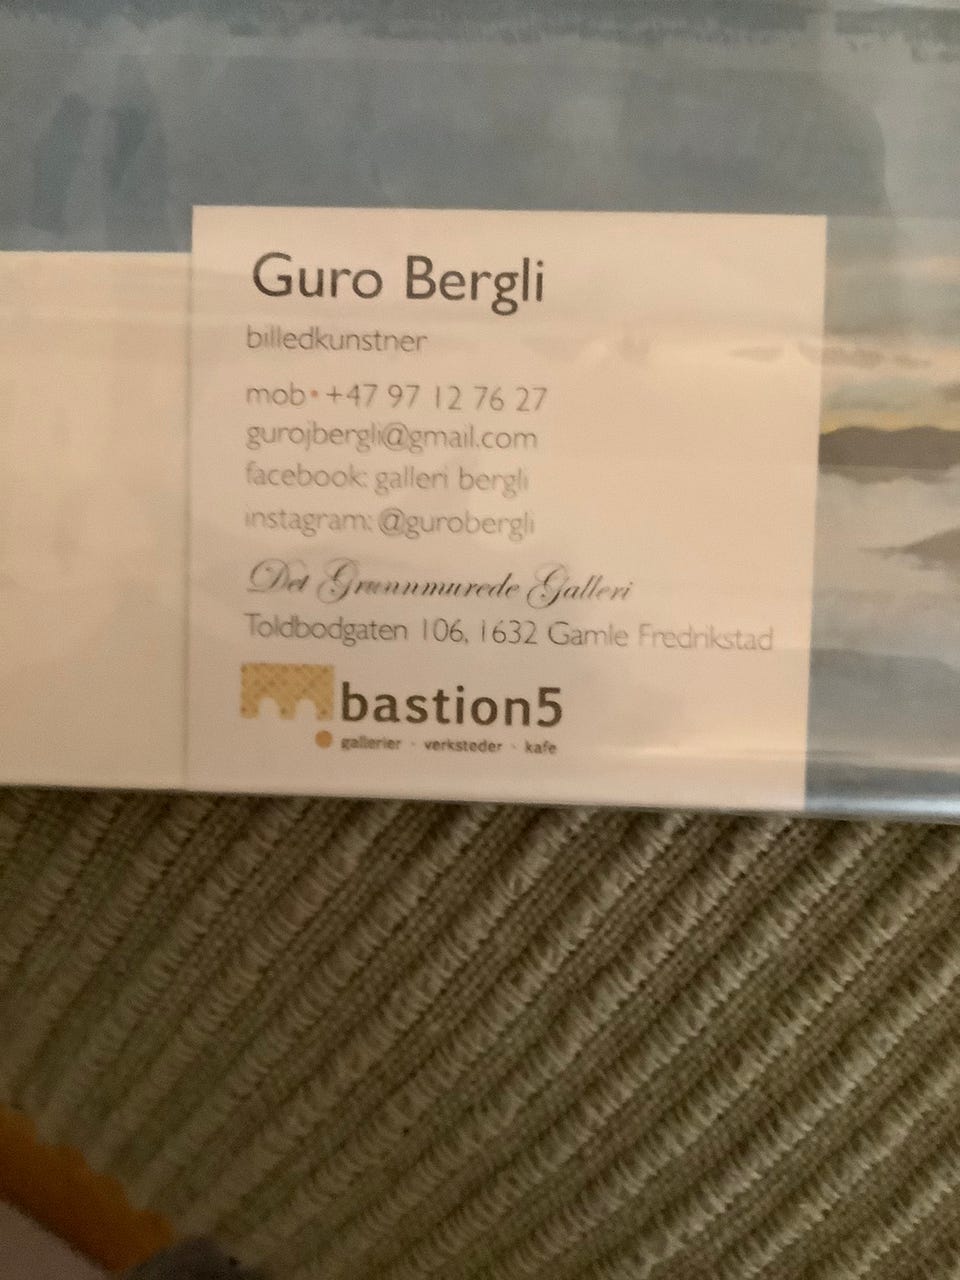 Guro Bergli
billedkunstner
mob • +47 97 12 76 27
gurojbergli@gmail.com
facebook: galleri bergli
instagram: @gurobergli
Det Grunnmurede Galleri
Toldbodgaten 106, 1632 Gamle Fredrikstad
bastion5
gallerier · verksteder · kafe